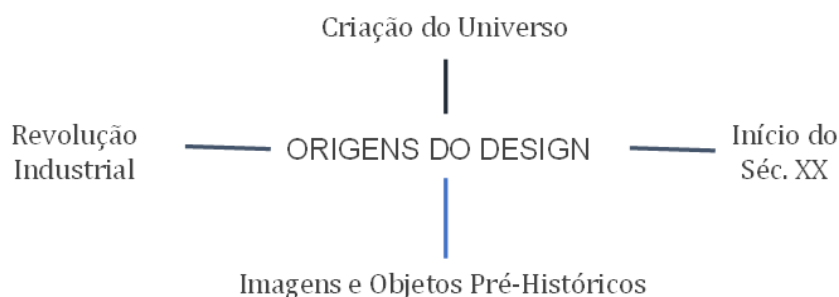 Criação do Universo
Revolução
Industrial
ORIGENS DO DESIGN
Início do
Séc. XX
Imagens e Objetos Pré-Históricos